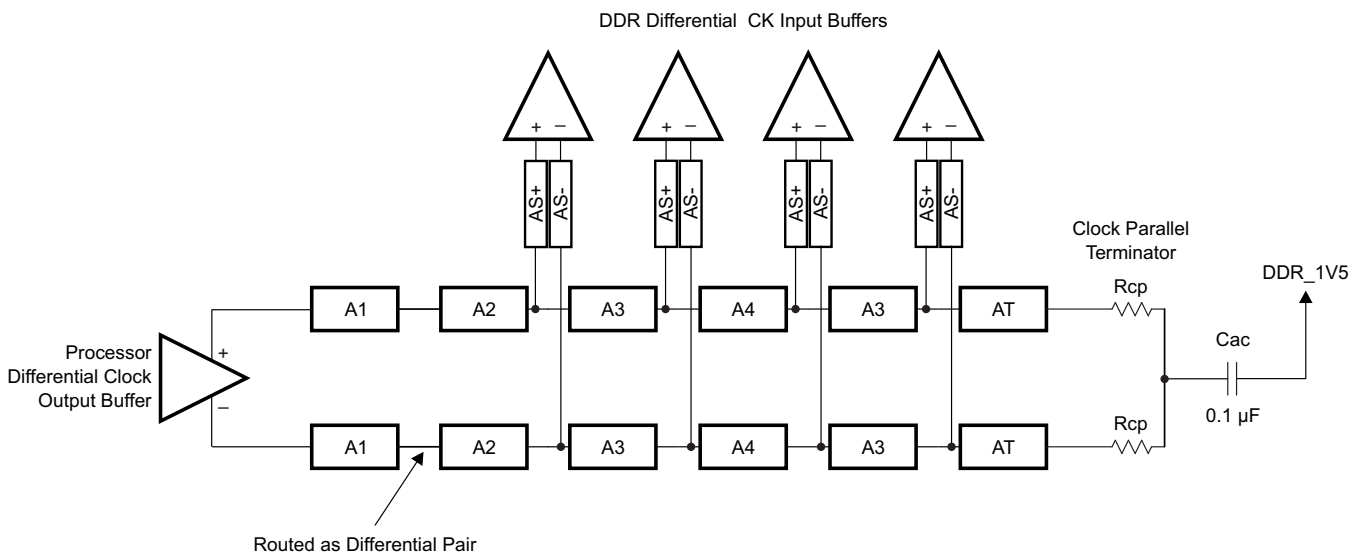 DDR Differential CK Input Buffers
+ – + – + – + –
AS+ AS- AS+ AS- AS+ AS- AS+ AS-
Clock Parallel
Terminator
DDR_1V5
A1 A2 A3 A4 A3 AT Rcp
Processor
Differential Clock
Output Buffer
+
–
Cac
0.1 µF
A1 A2 A3 A4 A3 AT Rcp
Routed as Differential Pair